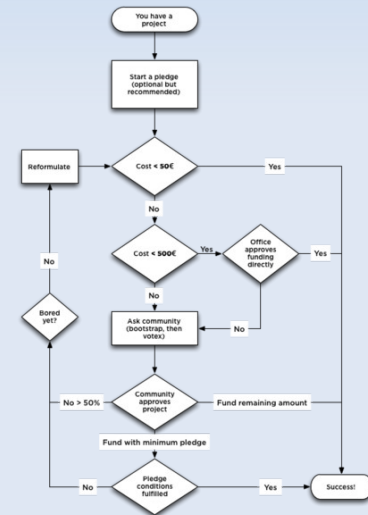 You have a
project
Start a pledge
(optional but
recommended)
Reformulate
Cost < 50€
Yes
No
Cost < 500€
Yes
Office
approves
funding
directly
Yes
No
No
Bored
yet?
Ask community
(bootstrap, then
votex)
No
No > 50%
Community
approves
project
Fund remaining amount
Fund with minimum pledge
No
Pledge
conditions
fulfilled
Yes
Success!